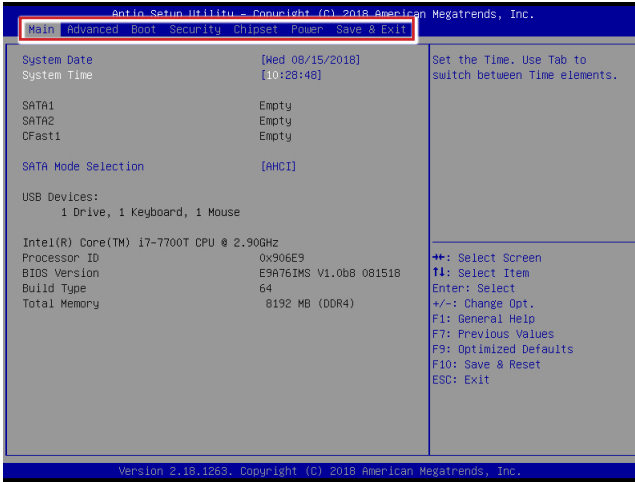 Aptio Setup Utility – Copyright (C) 2018 American Megatrends, Inc.
Main Advanced Boot Security Chipset Power Save & Exit
System Date [Wed 08/15/2018]
System Time [10:28:48]
SATA1 Empty
SATA2 Empty
CFast1 Empty
SATA Mode Selection [AHCI]
USB Devices:
1 Drive, 1 Keyboard, 1 Mouse
Intel(R) Core(TM) i7-7700T CPU @ 2.90GHz
Processor ID 0x906E9
BIOS Version E9A76IMS V1.0b8 081518
Build Type 64
Total Memory 8192 MB (DDR4)
Set the Time. Use Tab to
switch between Time elements.
→←: Select Screen
↑↓: Select Item
Enter: Select
+/-: Change Opt.
F1: General Help
F7: Previous Values
F9: Optimized Defaults
F10: Save & Reset
ESC: Exit
Version 2.18.1263. Copyright (C) 2018 American Megatrends, Inc.